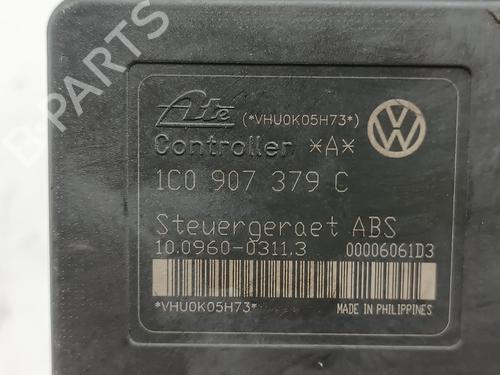 B-PARTS
Ate (*VHU0K05H73*)
Controller *A*
1C0 907 379 C
Steuergeraet ABS
10.0960-0311.3 00006061D3
*VHU0K05H73* MADE IN PHILIPPINES